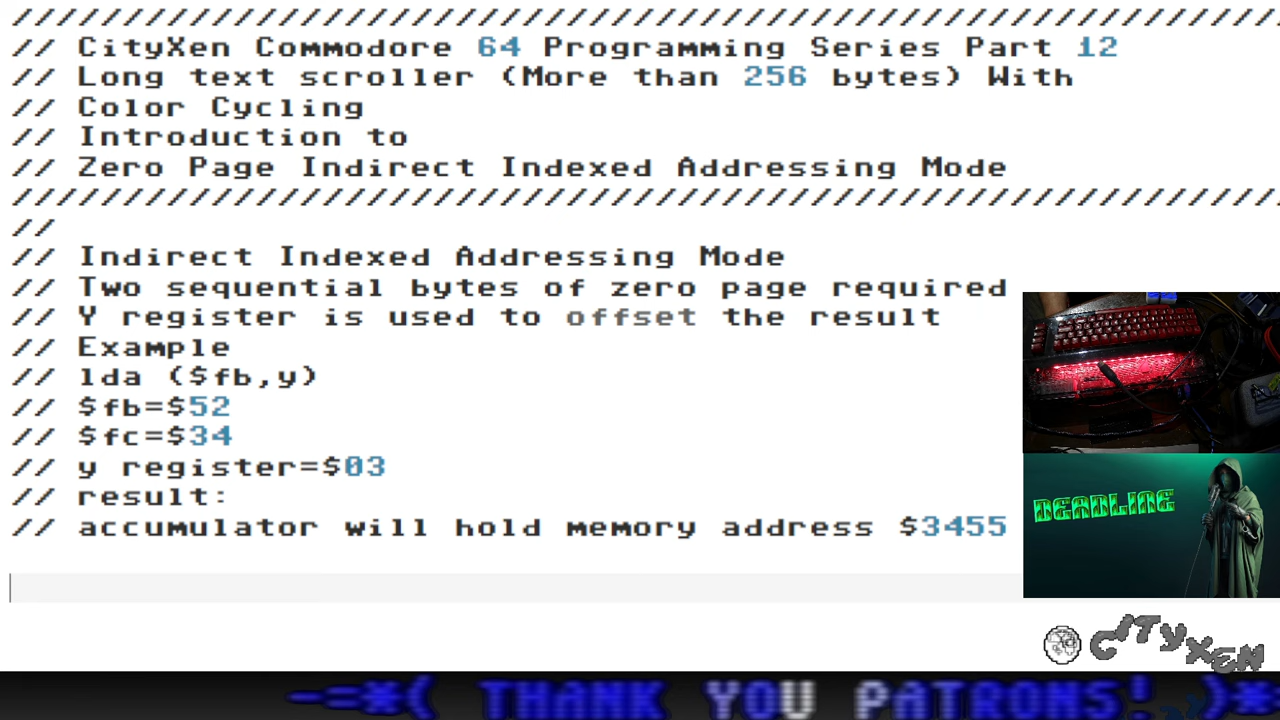 ////////////////////////////////////////////////////////////
// CityXen Commodore 64 Programming Series Part 12
// Long text scroller (More than 256 bytes) With
// Color Cycling
// Introduction to
// Zero Page Indirect Indexed Addressing Mode
////////////////////////////////////////////////////////////
//
// Indirect Indexed Addressing Mode
// Two sequential bytes of zero page required
// Y register is used to offset the result
// Example
// lda ($fb,y)
// $fb=$52
// $fc=$34
// y register=$03
// result:
// accumulator will hold memory address $3455
DEADLINE
CITYXEN
-=*( THANK YOU PATRONS! )*